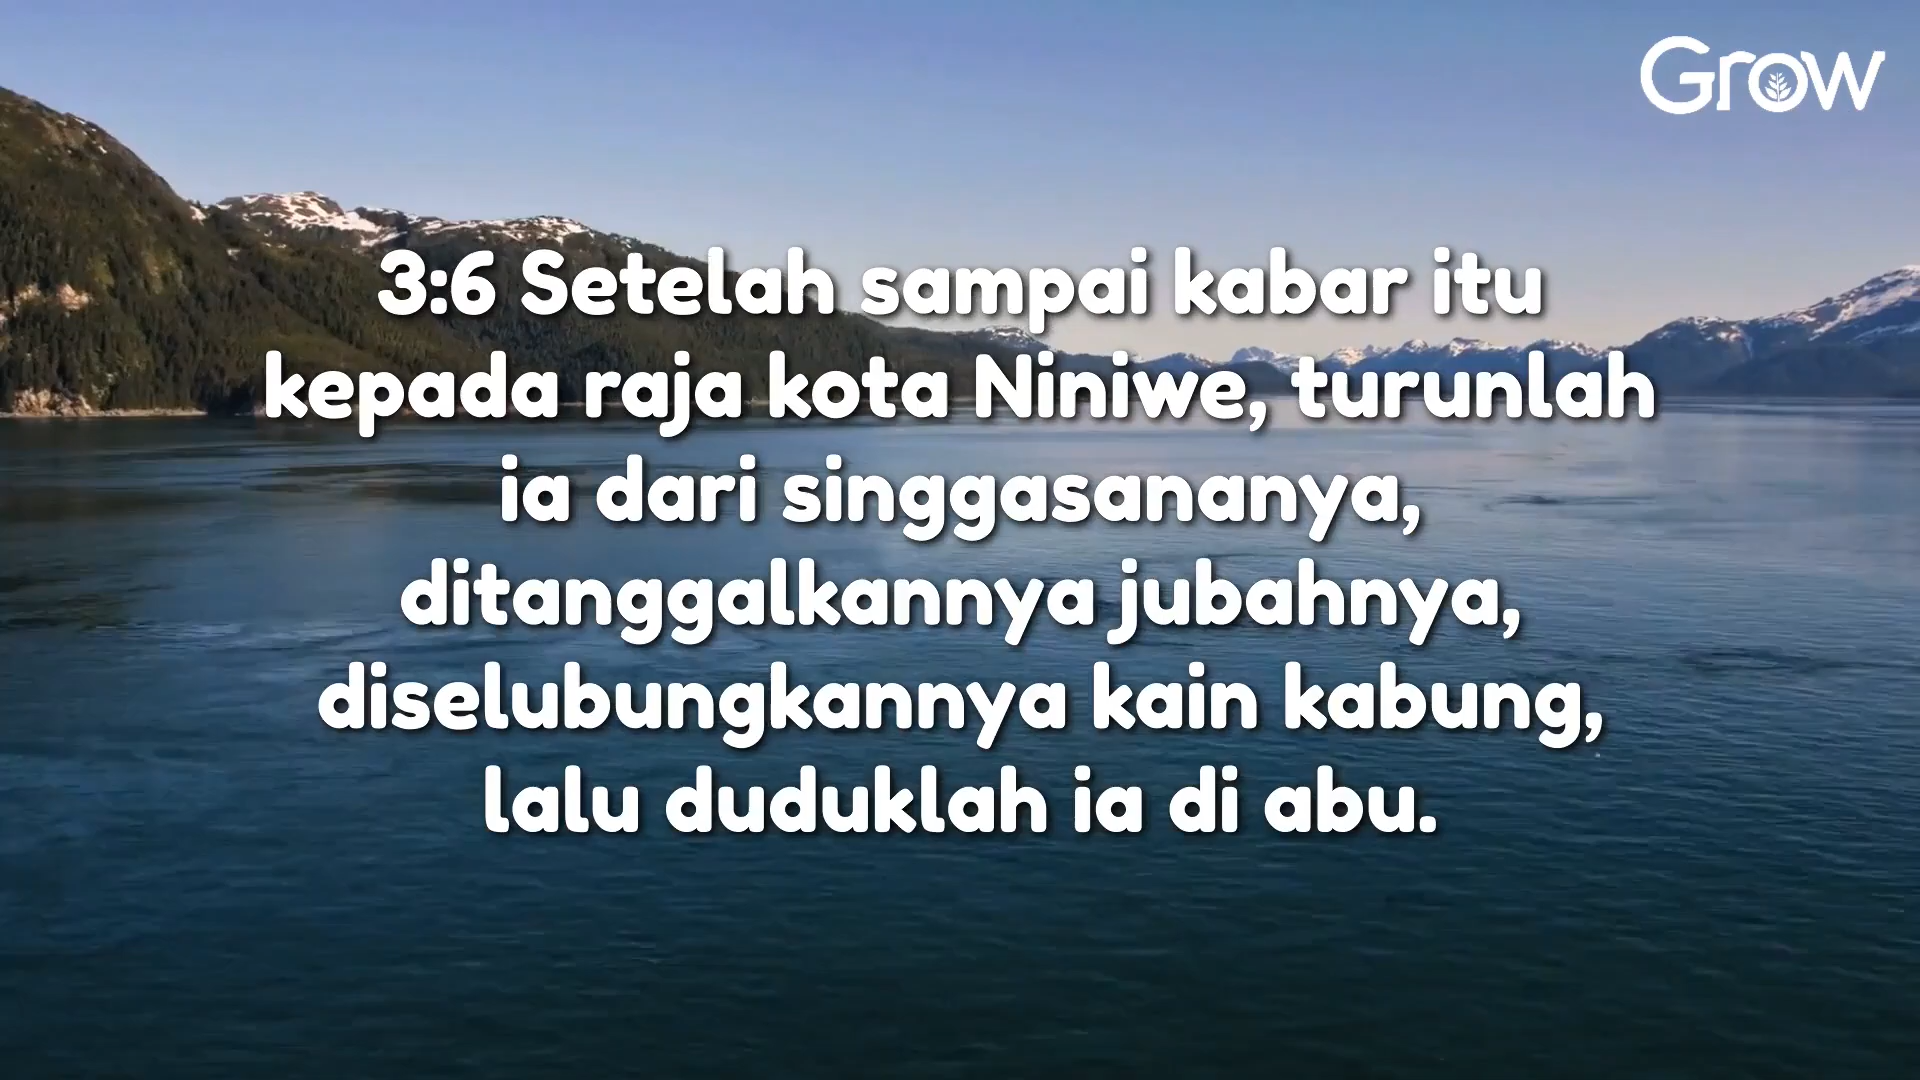 Grow
3:6 Setelah sampai kabar itu
kepada raja kota Niniwe, turunlah
ia dari singgasananya,
ditanggalkannya jubahnya,
diselubungkannya kain kabung,
lalu duduklah ia di abu.